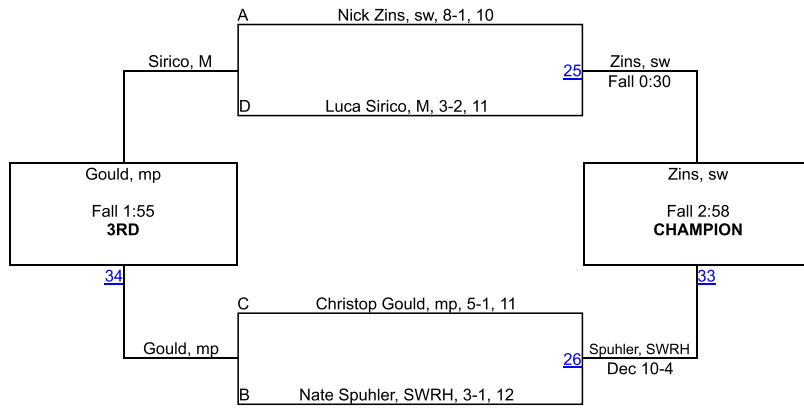 A
Nick Zins, sw, 8-1, 10
Sirico, M
25
Zins, sw
Fall 0:30
D
Luca Sirico, M, 3-2, 11
Gould, mp
Fall 1:55
3RD
Zins, sw
Fall 2:58
CHAMPION
34
33
C
Christop Gould, mp, 5-1, 11
Gould, mp
26
Spuhler, SWRH
Dec 10-4
B
Nate Spuhler, SWRH, 3-1, 12